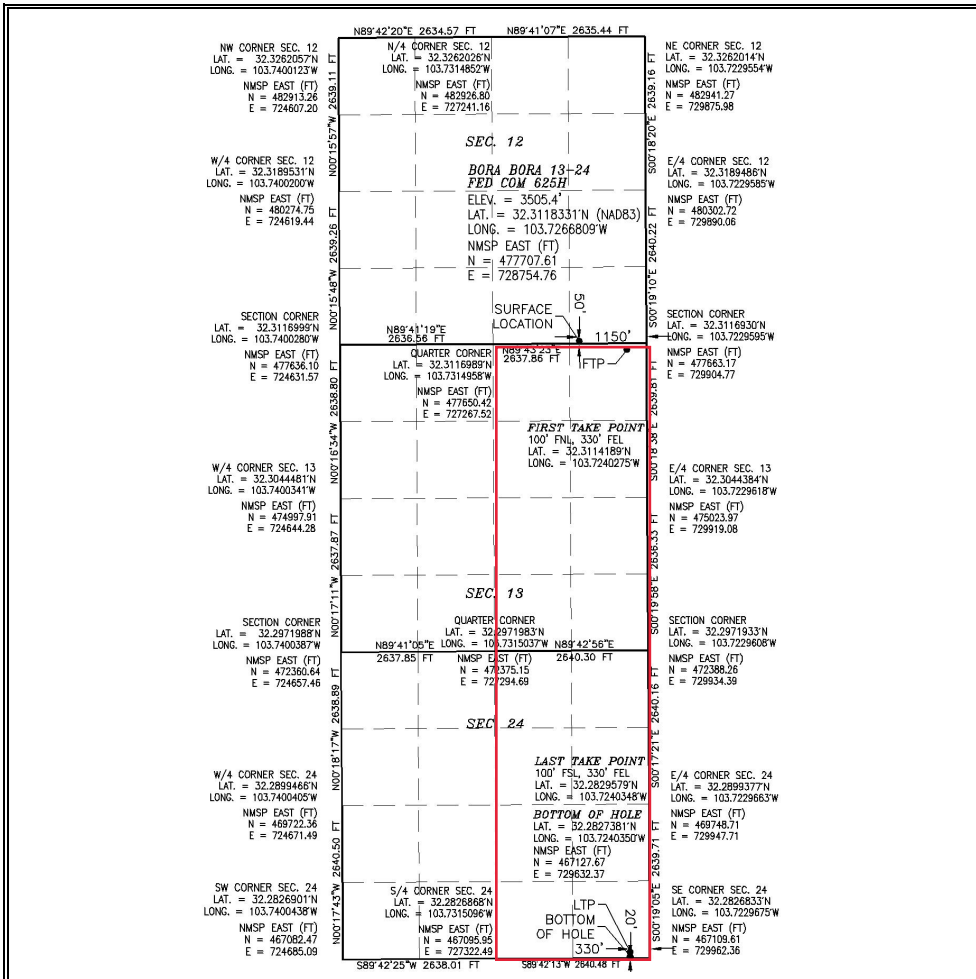 N89°42'20"E 2634.57 FT
N89°41'07"E 2635.44 FT
NW CORNER SEC. 12
LAT. = 32.3262057'N
LONG. = 103.7400123'W
NMSP EAST (FT)
N = 482913.26
E = 724607.20
N/4 CORNER SEC. 12
LAT. = 32.3262026'N
LONG. = 103.7314852'W
NMSP EAST (FT)
N = 482926.80
E = 727241.16
NE CORNER SEC. 12
LAT. = 32.3262014'N
LONG. = 103.7229554'W
NMSP EAST (FT)
N = 482941.27
E = 729875.98
N00°15'57"W 2639.11 FT
S00°18'20"E 2639.16 FT
SEC. 12
W/4 CORNER SEC. 12
LAT. = 32.3189531'N
LONG. = 103.7400200'W
NMSP EAST (FT)
N = 480274.75
E = 724619.44
BORA BORA 13-24
FED COM 625H
ELEV. = 3505.4'
LAT. = 32.3118331'N (NAD83)
LONG. = 103.7266809'W
NMSP EAST (FT)
N = 477707.61
E = 728754.76
E/4 CORNER SEC. 12
LAT. = 32.3189486'N
LONG. = 103.7229585'W
NMSP EAST (FT)
N = 480302.72
E = 729890.06
N00°15'48"W 2639.26 FT
S00°19'10"E 2640.22 FT
SURFACE
LOCATION
50'
1150'
SECTION CORNER
LAT. = 32.3116999'N
LONG. = 103.7400280'W
NMSP EAST (FT)
N = 477636.10
E = 724631.57
N89°41'19"E
2636.56 FT
QUARTER CORNER
LAT. = 32.3116989'N
LONG. = 103.7314958'W
NMSP EAST (FT)
N = 477650.42
E = 727267.52
N89°43'23"E
2637.86 FT
FTP
SECTION CORNER
LAT. = 32.3116930'N
LONG. = 103.7229595'W
NMSP EAST (FT)
N = 477663.17
E = 729904.77
N00°16'34"W 2638.80 FT
S00°18'38"E 2639.81 FT
FIRST TAKE POINT
100' FNL, 330' FEL
LAT. = 32.3114189'N
LONG. = 103.7240275'W
W/4 CORNER SEC. 13
LAT. = 32.3044481'N
LONG. = 103.7400341'W
NMSP EAST (FT)
N = 474997.91
E = 724644.28
E/4 CORNER SEC. 13
LAT. = 32.3044384'N
LONG. = 103.7229618'W
NMSP EAST (FT)
N = 475023.97
E = 729919.08
N00°17'11"W 2637.87 FT
S00°19'58"E 2636.33 FT
SEC. 13
SECTION CORNER
LAT. = 32.2971988'N
LONG. = 103.7400387'W
NMSP EAST (FT)
N = 472360.64
E = 724657.46
N89°41'05"E
2637.85 FT
QUARTER CORNER
LAT. = 32.2971983'N
LONG. = 103.7315037'W
NMSP EAST (FT)
N = 472375.15
E = 727294.69
N89°42'56"E
2640.30 FT
SECTION CORNER
LAT. = 32.2971933'N
LONG. = 103.7229608'W
NMSP EAST (FT)
N = 472388.26
E = 729934.39
N00°18'17"W 2638.89 FT
S00°17'21"E 2640.16 FT
SEC. 24
W/4 CORNER SEC. 24
LAT. = 32.2899466'N
LONG. = 103.7400405'W
NMSP EAST (FT)
N = 469722.36
E = 724671.49
LAST TAKE POINT
100' FSL, 330' FEL
LAT. = 32.2829579'N
LONG. = 103.7240348'W
BOTTOM OF HOLE
LAT. = 32.2827381'N
LONG. = 103.7240350'W
NMSP EAST (FT)
N = 467127.67
E = 729632.37
E/4 CORNER SEC. 24
LAT. = 32.2899377'N
LONG. = 103.7229663'W
NMSP EAST (FT)
N = 469748.71
E = 729947.71
N00°17'43"W 2640.50 FT
S00°19'05"E 2639.71 FT
SW CORNER SEC. 24
LAT. = 32.2826901'N
LONG. = 103.7400438'W
NMSP EAST (FT)
N = 467082.47
E = 724685.09
S/4 CORNER SEC. 24
LAT. = 32.2826868'N
LONG. = 103.7315096'W
NMSP EAST (FT)
N = 467095.95
E = 727322.49
LTP
BOTTOM
OF HOLE
20'
330'
SE CORNER SEC. 24
LAT. = 32.2826833'N
LONG. = 103.7229675'W
NMSP EAST (FT)
N = 467109.61
E = 729962.36
S89°42'25"W 2638.01 FT
S89°42'13"W 2640.48 FT